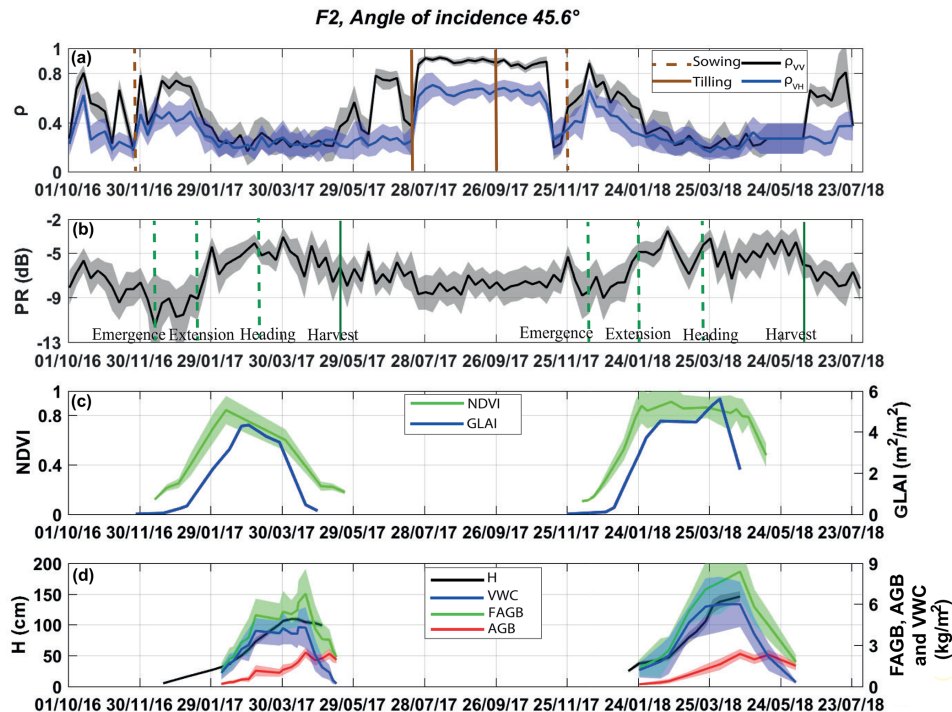 F2, Angle of incidence 45.6°
(a)
Sowing
ρVV
Tilling
ρVH
1
0.8
0.4
0
ρ
01/10/16 30/11/16 29/01/17 30/03/17 29/05/17 28/07/17 26/09/17 25/11/17 24/01/18 25/03/18 24/05/18 23/07/18
(b)
-2
-5
-9
-13
PR (dB)
Emergence Extension Heading Harvest Emergence Extension Heading Harvest
01/10/16 30/11/16 29/01/17 30/03/17 29/05/17 28/07/17 26/09/17 25/11/17 24/01/18 25/03/18 24/05/18 23/07/18
(c)
NDVI
GLAI
1
0.8
0.4
0
NDVI
6
4
2
0
GLAI (m²/m²)
01/10/16 30/11/16 29/01/17 30/03/17 29/05/17 28/07/17 26/09/17 25/11/17 24/01/18 25/03/18 24/05/18 23/07/18
(d)
H
VWC
FAGB
AGB
200
150
100
50
0
H (cm)
9
6
3
0
FAGB, AGB
and VWC
(kg/m²)
01/10/16 30/11/16 29/01/17 30/03/17 29/05/17 28/07/17 26/09/17 25/11/17 24/01/18 25/03/18 24/05/18 23/07/18